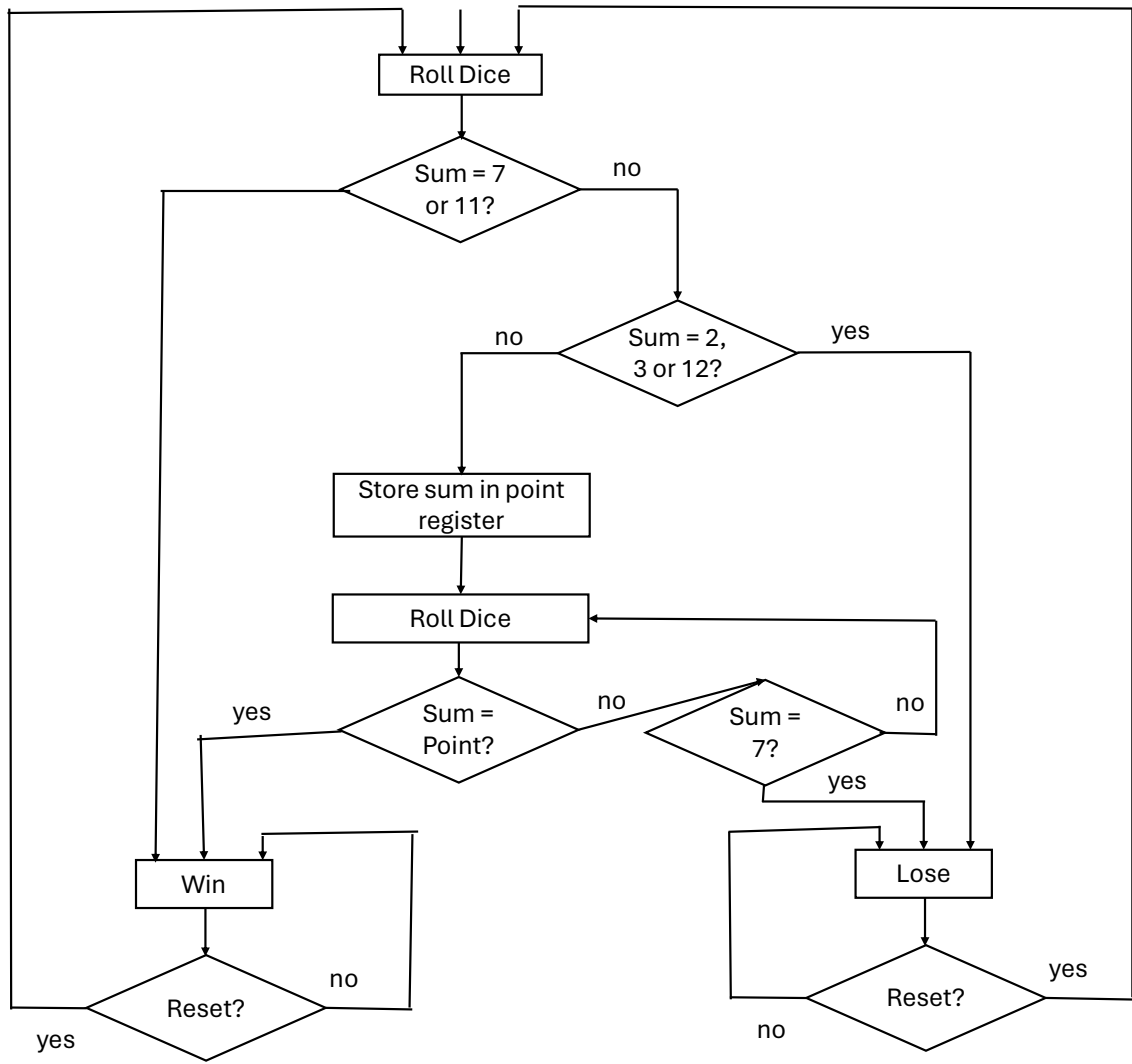 Roll Dice
Sum = 7
or 11?
no
Sum = 2,
3 or 12?
no
yes
Store sum in point
register
Roll Dice
Sum =
Point?
yes
no
Sum =
7?
no
yes
Win
Lose
Reset?
no
yes
Reset?
yes
no